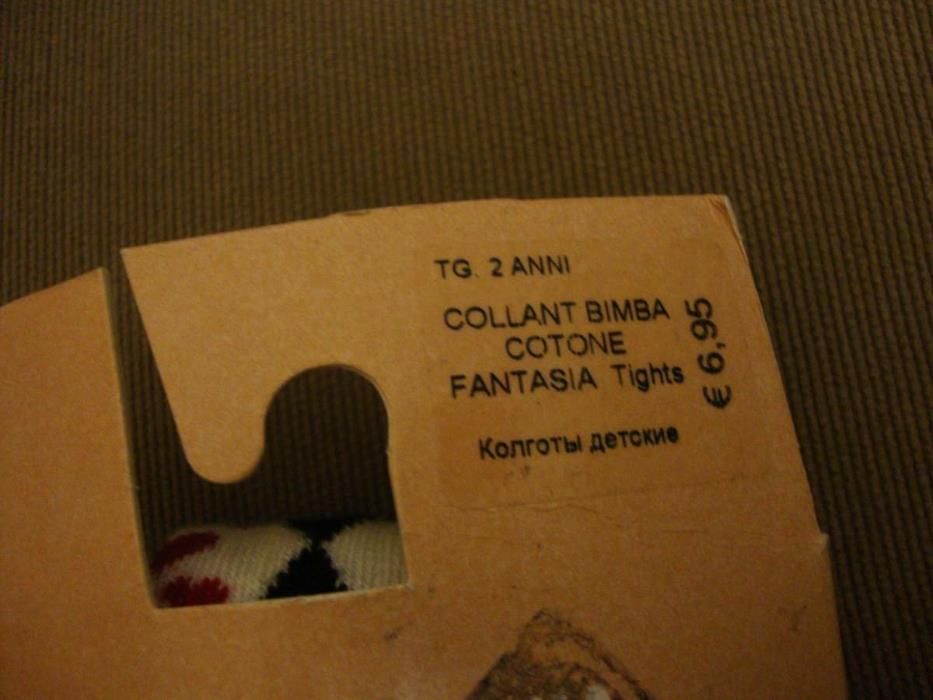 TG. 2 ANNI
COLLANT BIMBA
COTONE
FANTASIA Tights
€ 6,95
Колготы детские